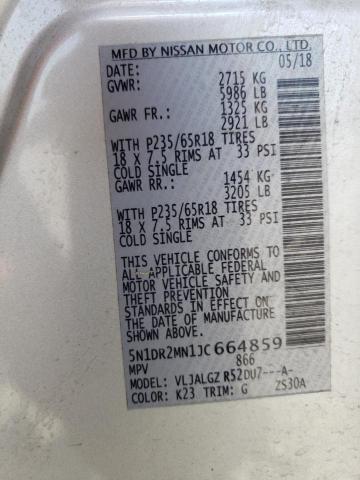 MFD BY NISSAN MOTOR CO., LTD.
DATE: 05/18
GVWR: 2715 KG
5986 LB
GAWR FR.: 1325 KG
2921 LB
WITH P235/65R18 TIRES
18 X 7.5 RIMS AT 33 PSI
COLD SINGLE
GAWR RR.: 1454 KG
3205 LB
WITH P235/65R18 TIRES
18 X 7.5 RIMS AT 33 PSI
COLD SINGLE
THIS VEHICLE CONFORMS TO
ALL APPLICABLE FEDERAL
MOTOR VEHICLE SAFETY AND
THEFT PREVENTION
STANDARDS IN EFFECT ON
THE DATE OF MANUFACTURE
SHOWN ABOVE.
5N1DR2MN1JC664859
MPV 866
MODEL: VLJALGZ R52DU7---A-
COLOR: K23 TRIM: G ZS30A